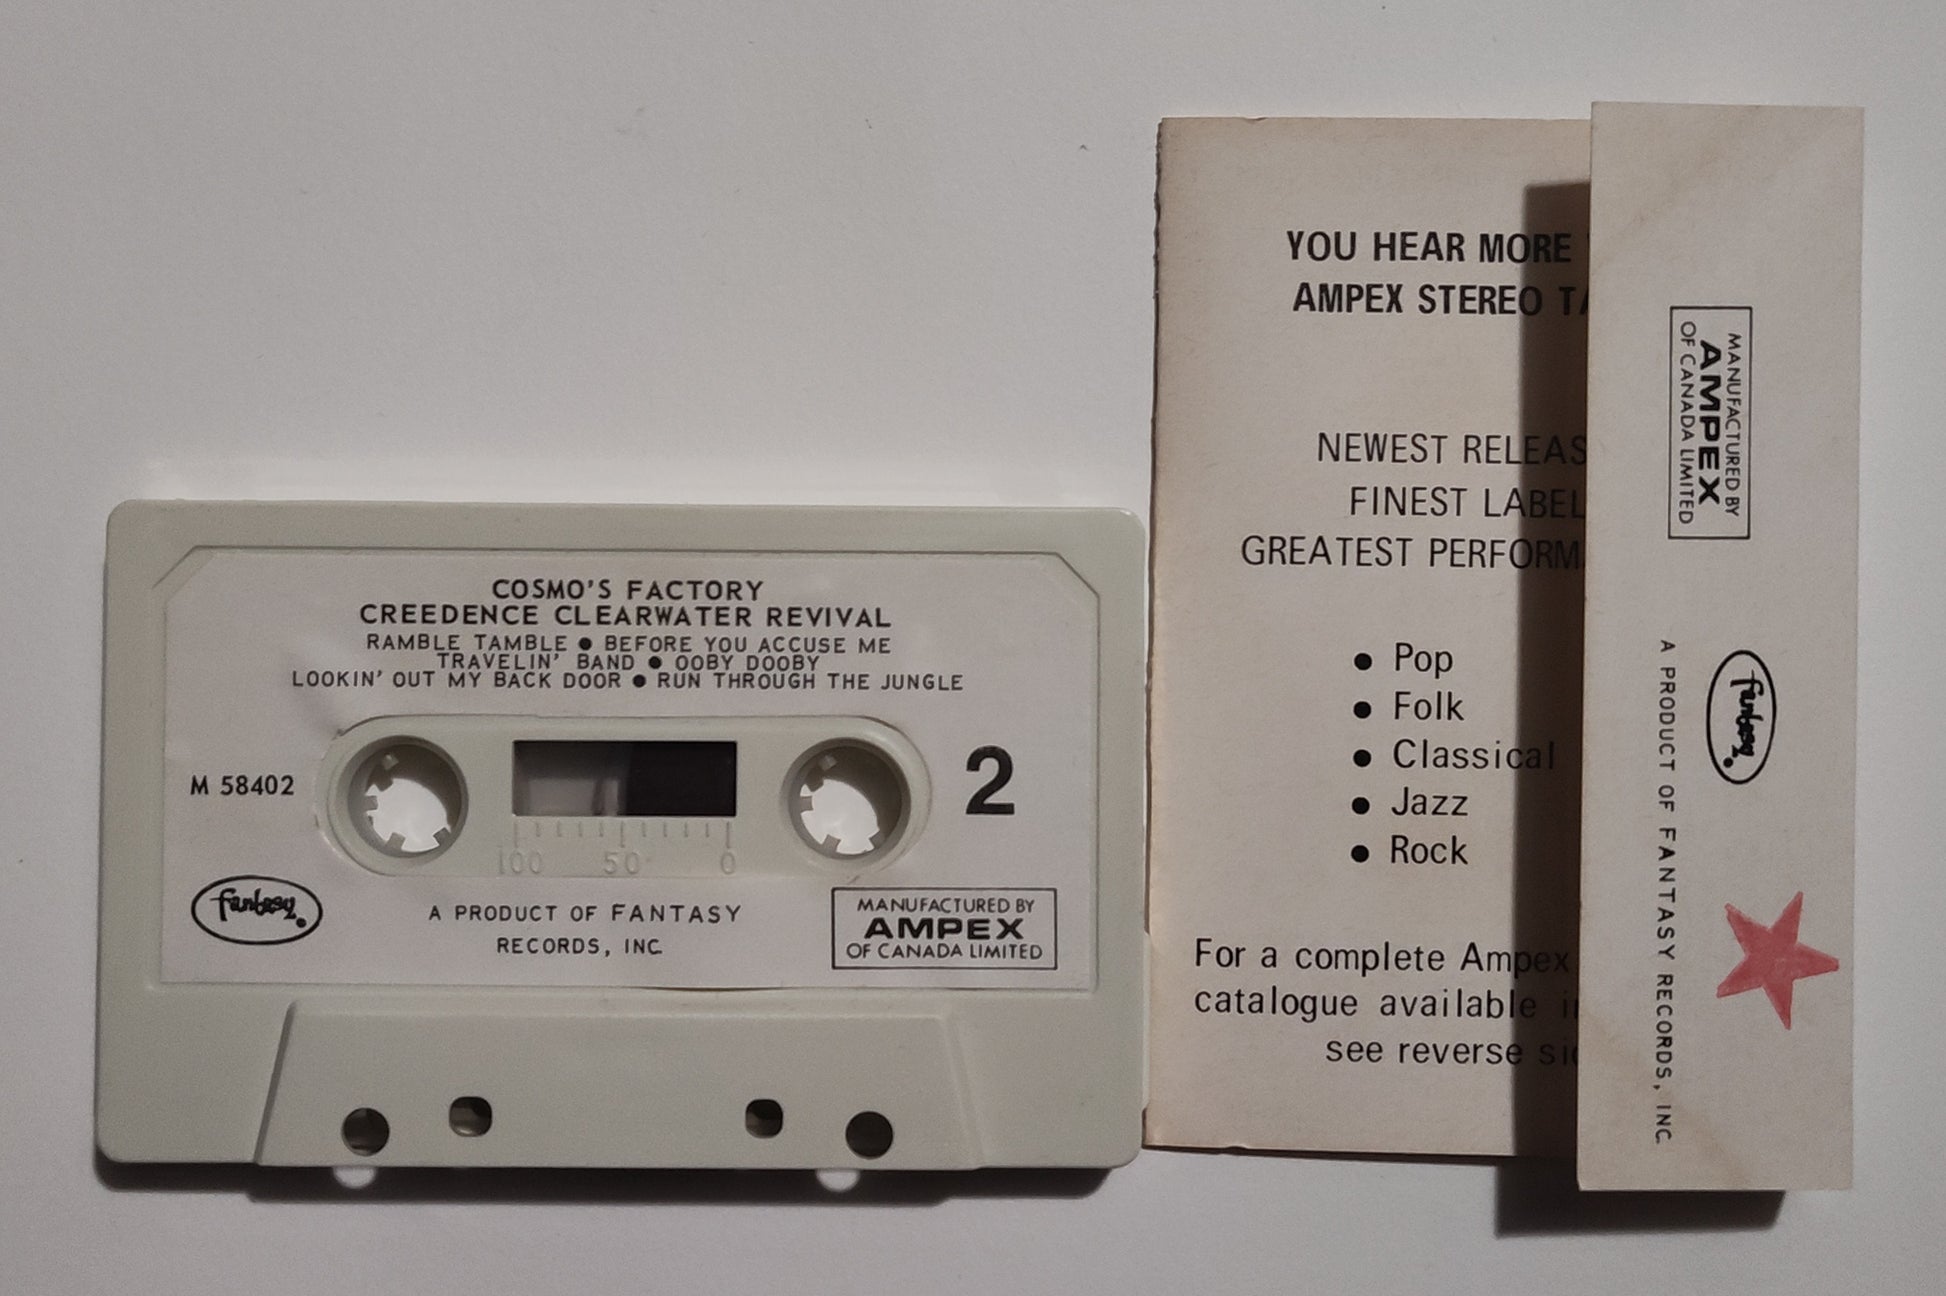 COSMO'S FACTORY
CREEDENCE CLEARWATER REVIVAL
RAMBLE TAMBLE ● BEFORE YOU ACCUSE ME
TRAVELIN' BAND ● OOBY DOOBY
LOOKIN' OUT MY BACK DOOR ● RUN THROUGH THE JUNGLE
M 58402
2
100 50 0
fantasy
A PRODUCT OF FANTASY
RECORDS, INC.
MANUFACTURED BY
AMPEX
OF CANADA LIMITED
YOU HEAR MORE
AMPEX STEREO
NEWEST
FINEST
GREATEST
● Pop
● Folk
● Classical
● Jazz
● Rock
For a complete Ampex
catalogue available
see reverse
MANUFACTURED BY
AMPEX
OF CANADA LIMITED
fantasy
A PRODUCT OF FANTASY RECORDS, INC.